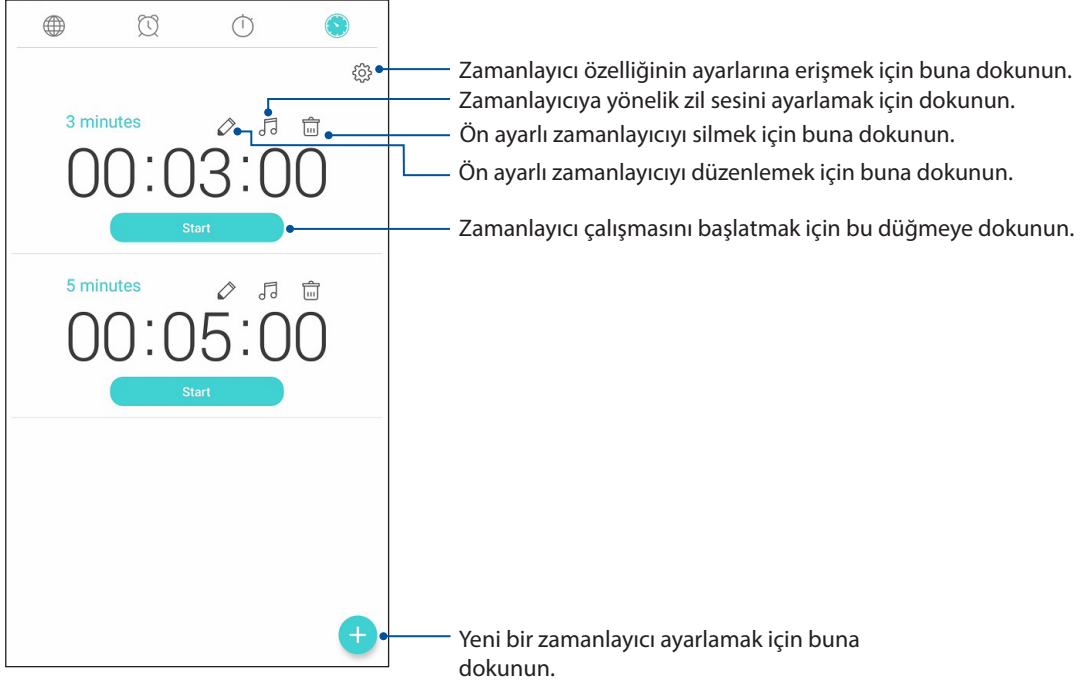 Zamanlayıcı özelliğinin ayarlarına erişmek için buna dokunun.
Zamanlayıcıya yönelik zil sesini ayarlamak için dokunun.
3 minutes
Ön ayarlı zamanlayıcıyı silmek için buna dokunun.
00:03:00
Ön ayarlı zamanlayıcıyı düzenlemek için buna dokunun.
Start
Zamanlayıcı çalışmasını başlatmak için bu düğmeye dokunun.
5 minutes
00:05:00
Start
Yeni bir zamanlayıcı ayarlamak için buna
dokunun.